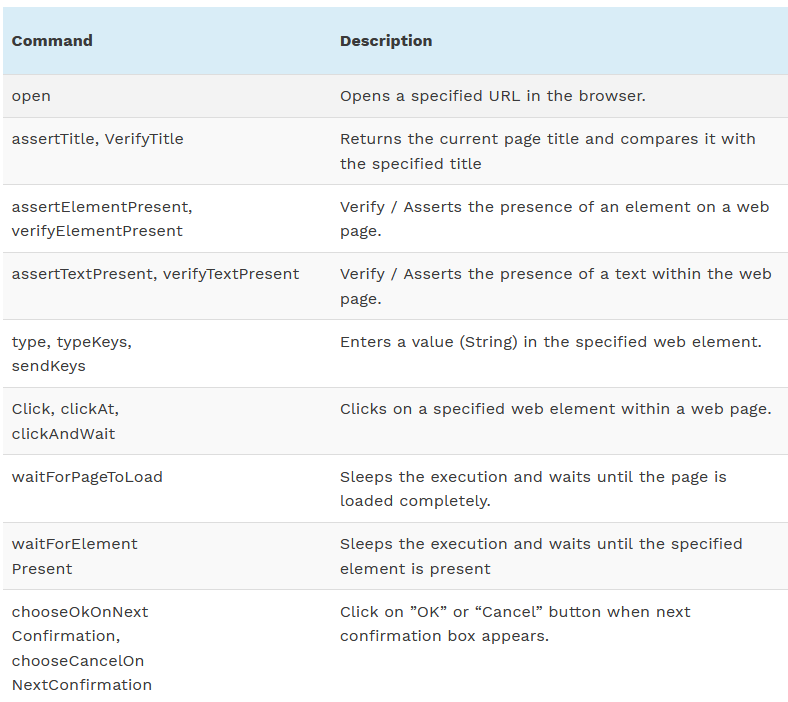 Command Description
open Opens a specified URL in the browser.
assertTitle, VerifyTitle Returns the current page title and compares it with
the specified title
assertElementPresent, Verify / Asserts the presence of an element on a web
verifyElementPresent page.
assertTextPresent, verifyTextPresent Verify / Asserts the presence of a text within the web
page.
type, typeKeys, Enters a value (String) in the specified web element.
sendKeys
Click, clickAt, Clicks on a specified web element within a web page.
clickAndWait
waitForPageToLoad Sleeps the execution and waits until the page is
loaded completely.
waitForElement Sleeps the execution and waits until the specified
Present element is present
chooseOkOnNext Click on ”OK” or “Cancel” button when next
Confirmation, confirmation box appears.
chooseCancelOn
NextConfirmation